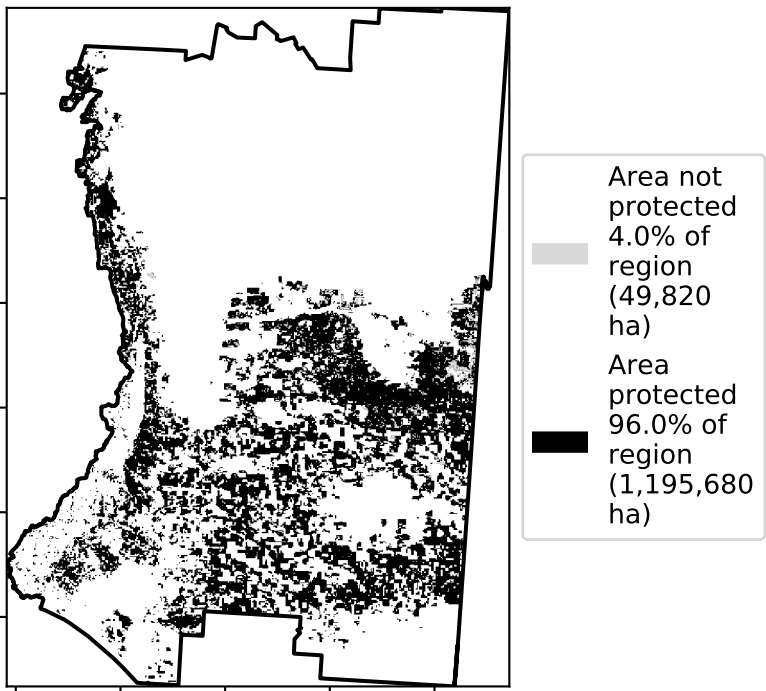 Area not
protected
4.0% of
region
(49,820
ha)
Area
protected
96.0% of
region
(1,195,680
ha)